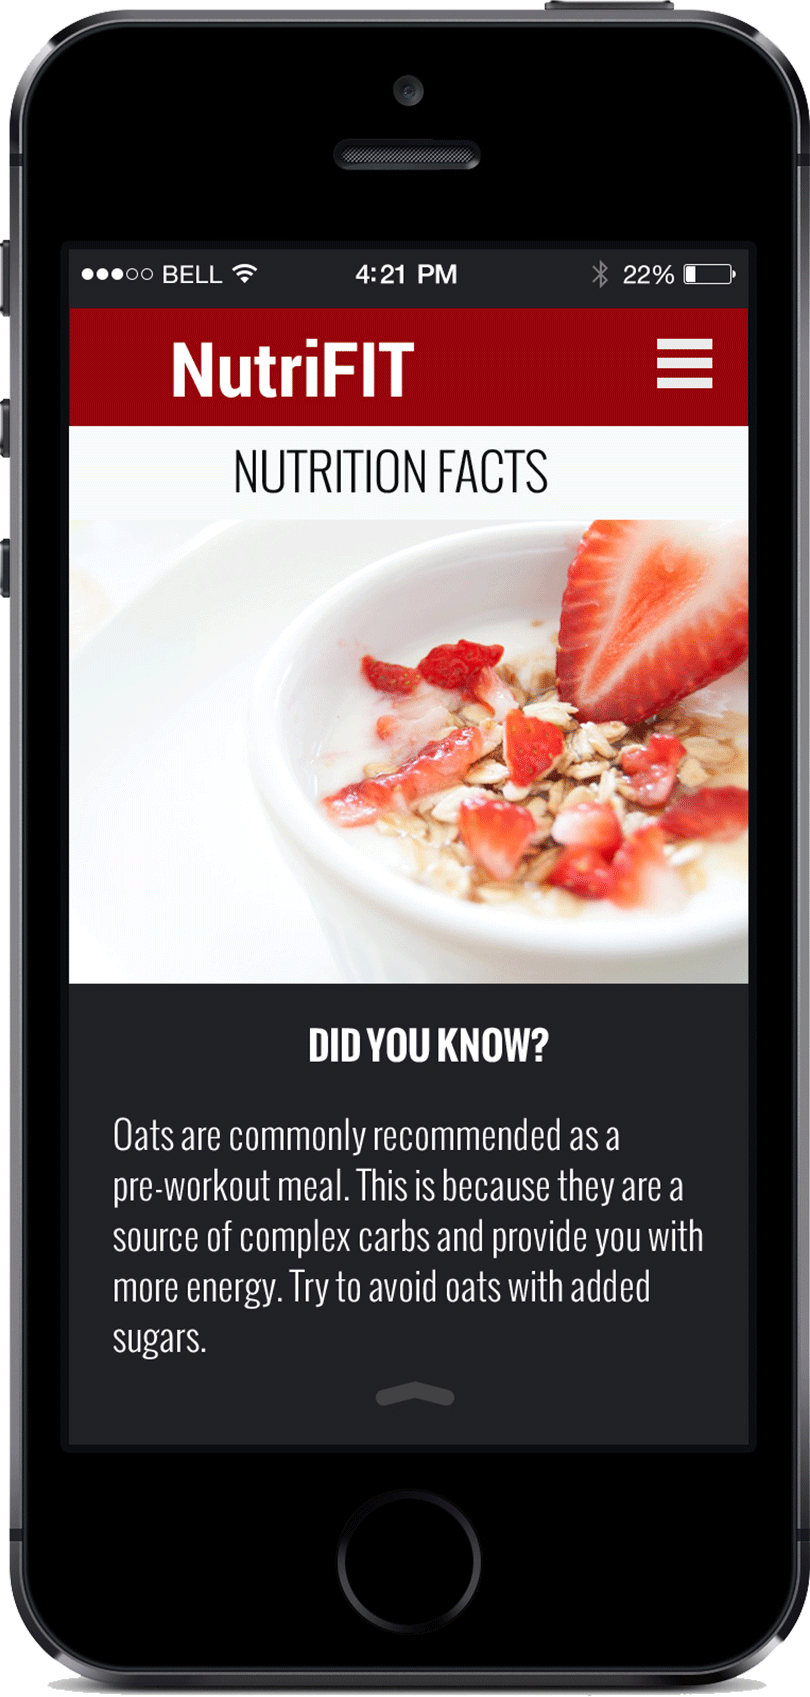 BELL 4:21 PM 22%
NutriFIT
NUTRITION FACTS
DID YOU KNOW?
Oats are commonly recommended as a
pre-workout meal. This is because they are a
source of complex carbs and provide you with
more energy. Try to avoid oats with added
sugars.